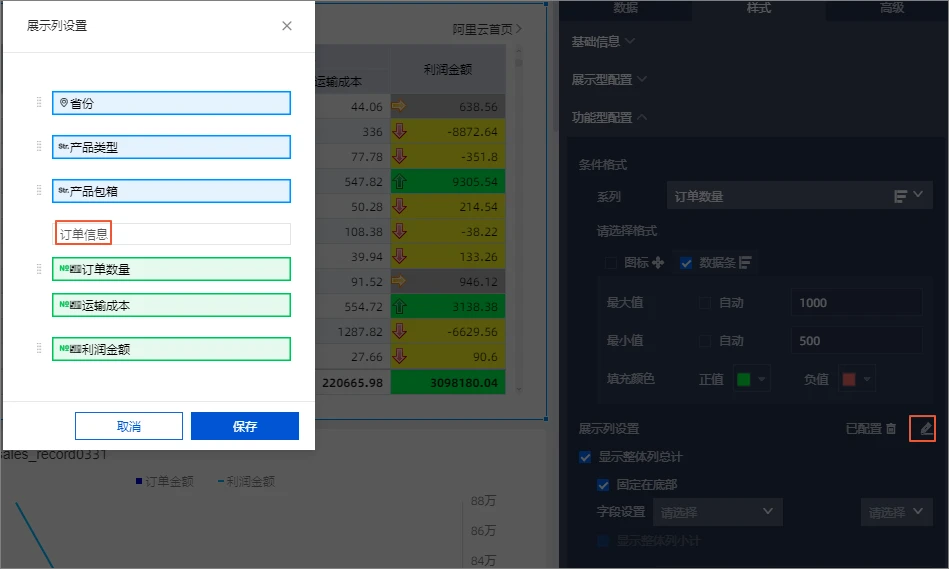 展示列设置
省份
Str. 产品类型
Str. 产品包箱
订单信息
№ 订单数量
№ 运输成本
№ 利润金额
取消
保存
阿里云首页
运输成本
利润金额
44.06
638.56
336
-8872.64
77.78
-351.8
547.82
9305.54
50.28
214.54
108.38
-38.22
39.94
133.26
91.52
946.12
554.72
3138.38
1287.82
-6629.56
27.66
90.6
220665.98
3098180.04
ales_record0331
订单金额
利润金额
88万
86万
84万
数据
样式
高级
基础信息
展示型配置
功能型配置
条件格式
系列
订单数量
请选择格式
图标
数据条
最大值
自动
1000
最小值
自动
500
填充颜色
正值
负值
展示列设置
已配置
显示整体列总计
固定在底部
字段设置
请选择
请选择
显示整体列小计